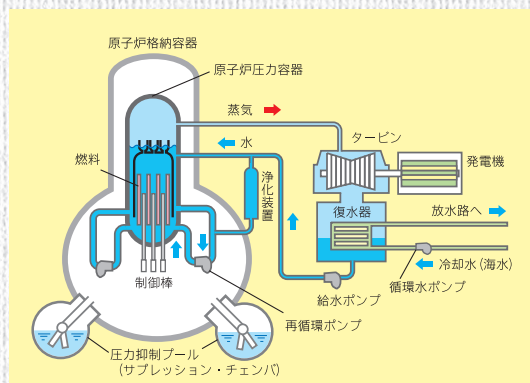 原子炉格納容器
原子炉圧力容器
蒸気
水
タービン
発電機
燃料
浄化装置
復水器
放水路へ
冷却水(海水)
循環水ポンプ
制御棒
給水ポンプ
再循環ポンプ
圧力抑制プール
(サプレッション・チェンバ)